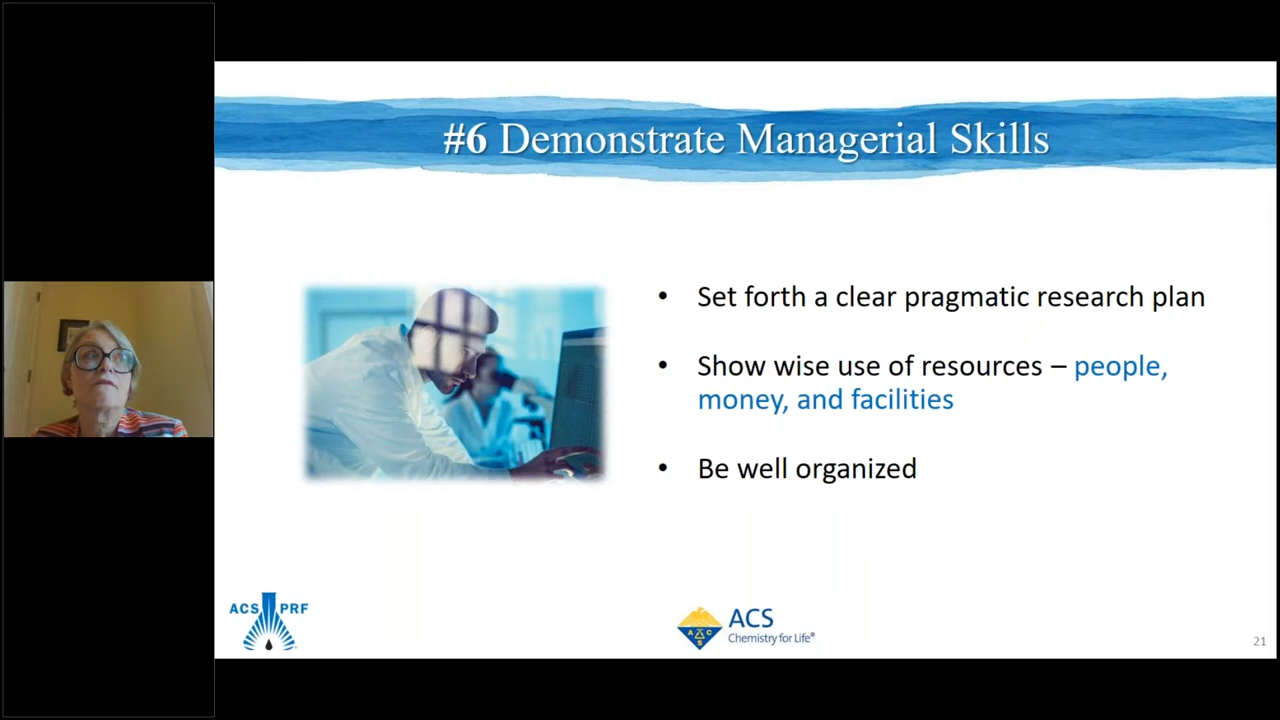 #6 Demonstrate Managerial Skills
• Set forth a clear pragmatic research plan
• Show wise use of resources – people,
money, and facilities
• Be well organized
ACS PRF
ACS
Chemistry for Life®
A C S
21